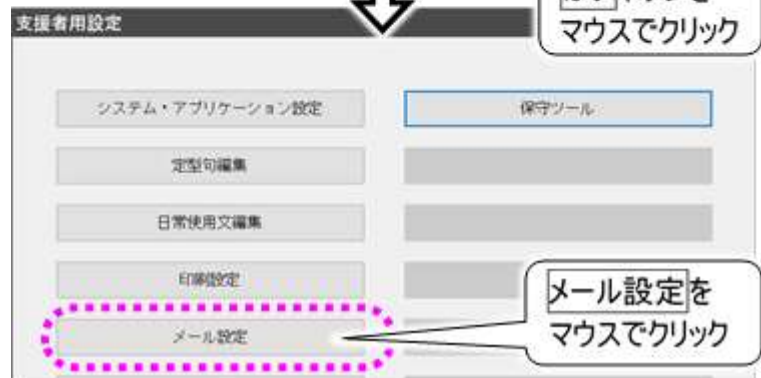 マウスでクリック
支援者用設定
システム・アプリケーション設定
保守ツール
定型句編集
日常使用文編集
印刷設定
メール設定
メール設定を
マウスでクリック